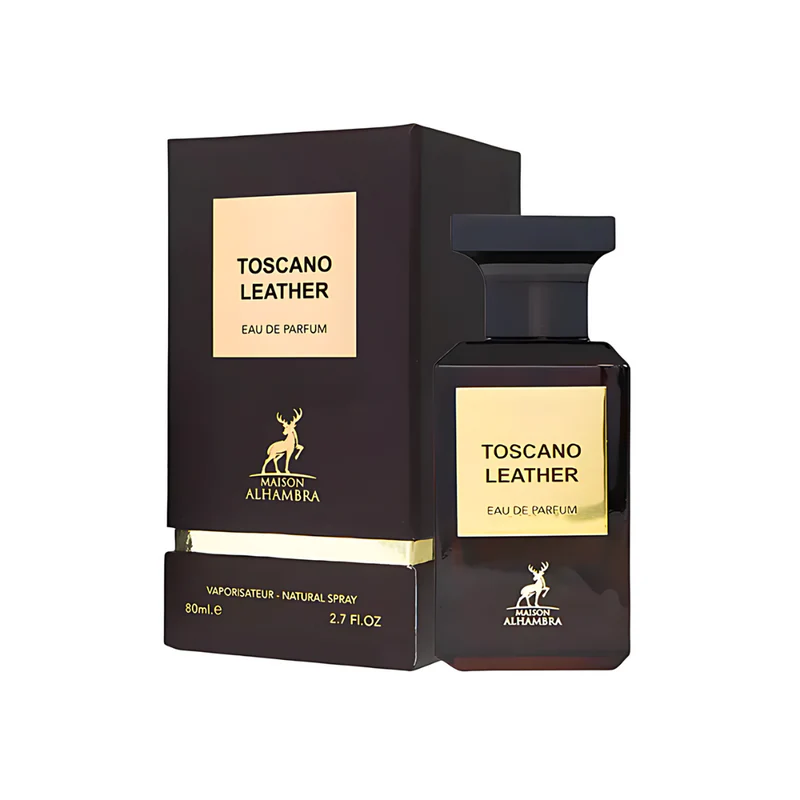 TOSCANO
LEATHER
EAU DE PARFUM
MAISON
ALHAMBRA
VAPORISATEUR - NATURAL SPRAY
80ml.e
2.7 Fl.OZ
TOSCANO
LEATHER
EAU DE PARFUM
MAISON
ALHAMBRA